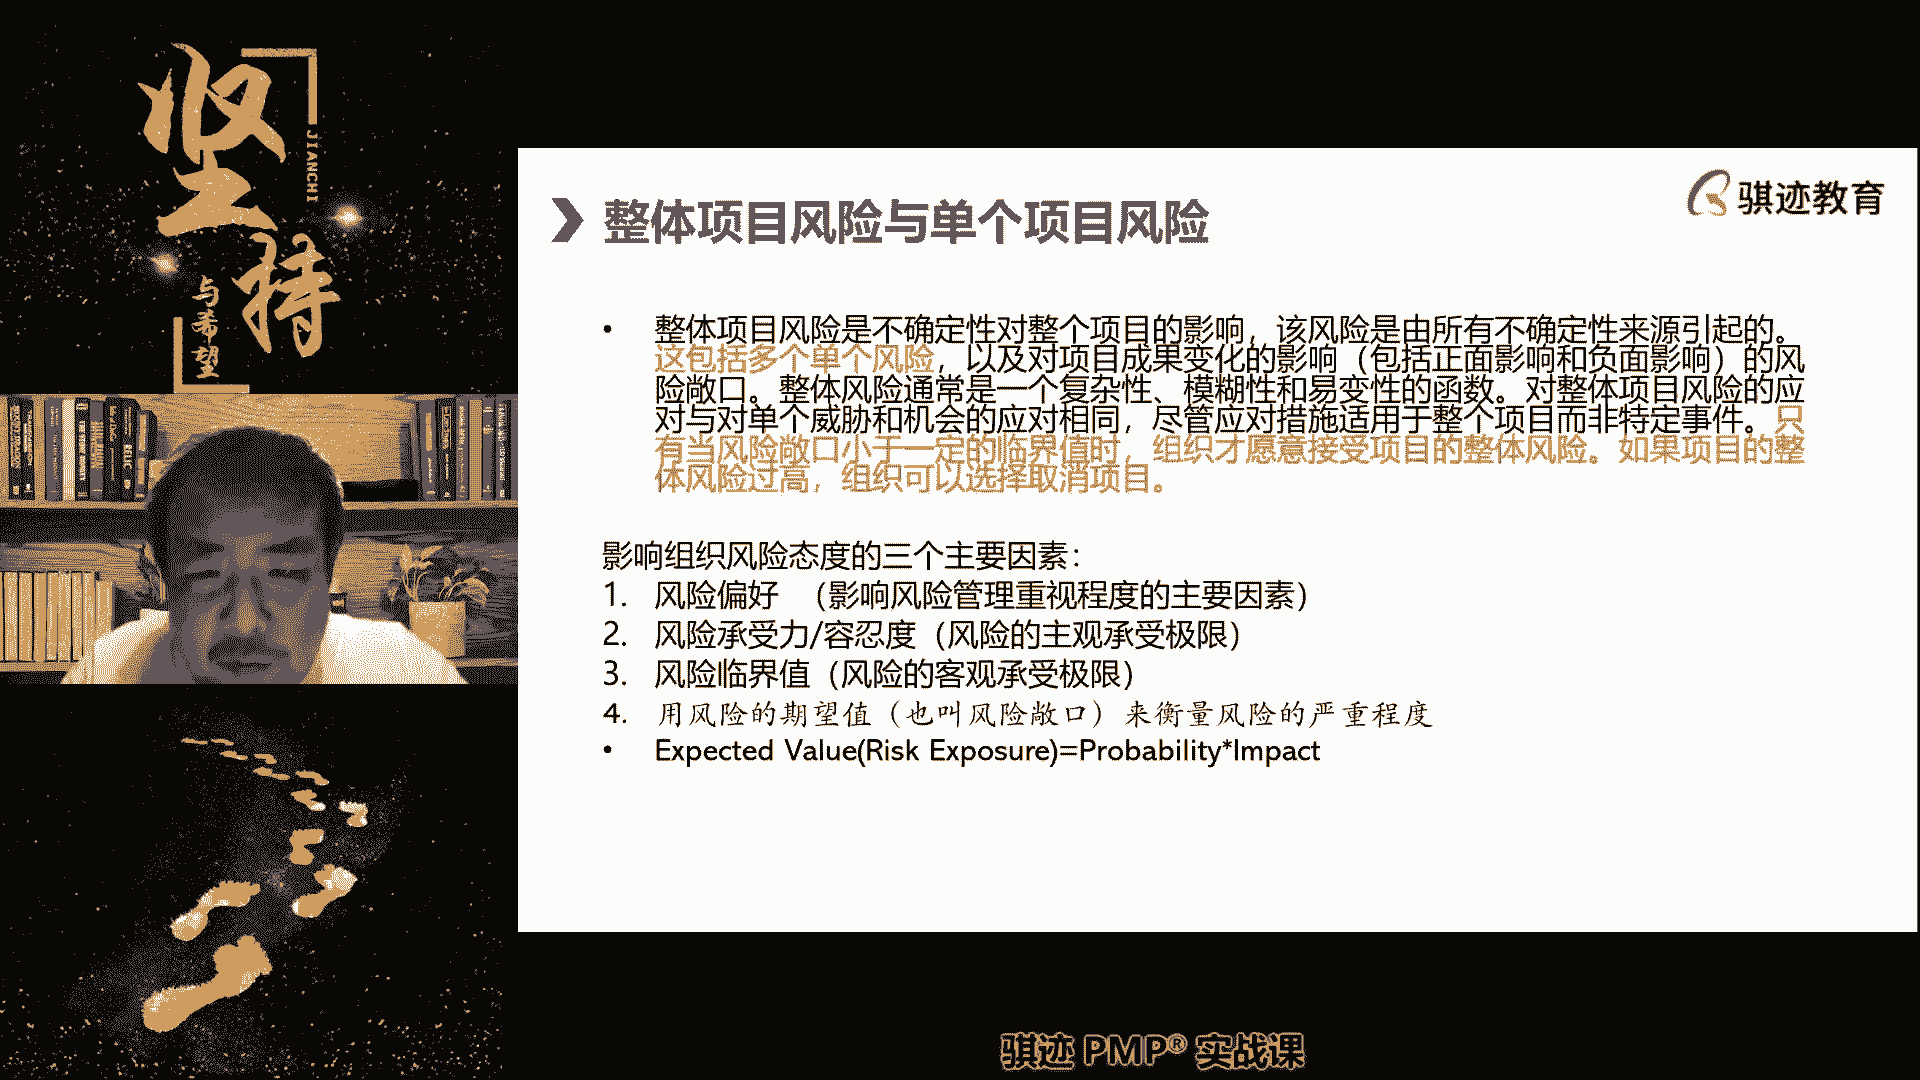 坚持
JIANCHI
与希望
骐迹教育
整体项目风险与单个项目风险
• 整体项目风险是不确定性对整个项目的影响，该风险是由所有不确定性来源引起的。
这包括多个单个风险，以及对项目成果变化的影响（包括正面影响和负面影响）的风
险敞口。整体风险通常是一个复杂性、模糊性和易变性的函数。对整体项目风险的应
对与对单个威胁和机会的应对相同，尽管应对措施适用于整个项目而非特定事件。只
有当风险敞口小于一定的临界值时，组织才愿意接受项目的整体风险。如果项目的整
体风险过高，组织可以选择取消项目。
影响组织风险态度的三个主要因素：
1. 风险偏好 （影响风险管理重视程度的主要因素）
2. 风险承受力/容忍度（风险的主观承受极限）
3. 风险临界值（风险的客观承受极限）
4. 用风险的期望值（也叫风险敞口）来衡量风险的严重程度
• Expected Value(Risk Exposure)=Probability*Impact
骐迹 PMP® 实战课